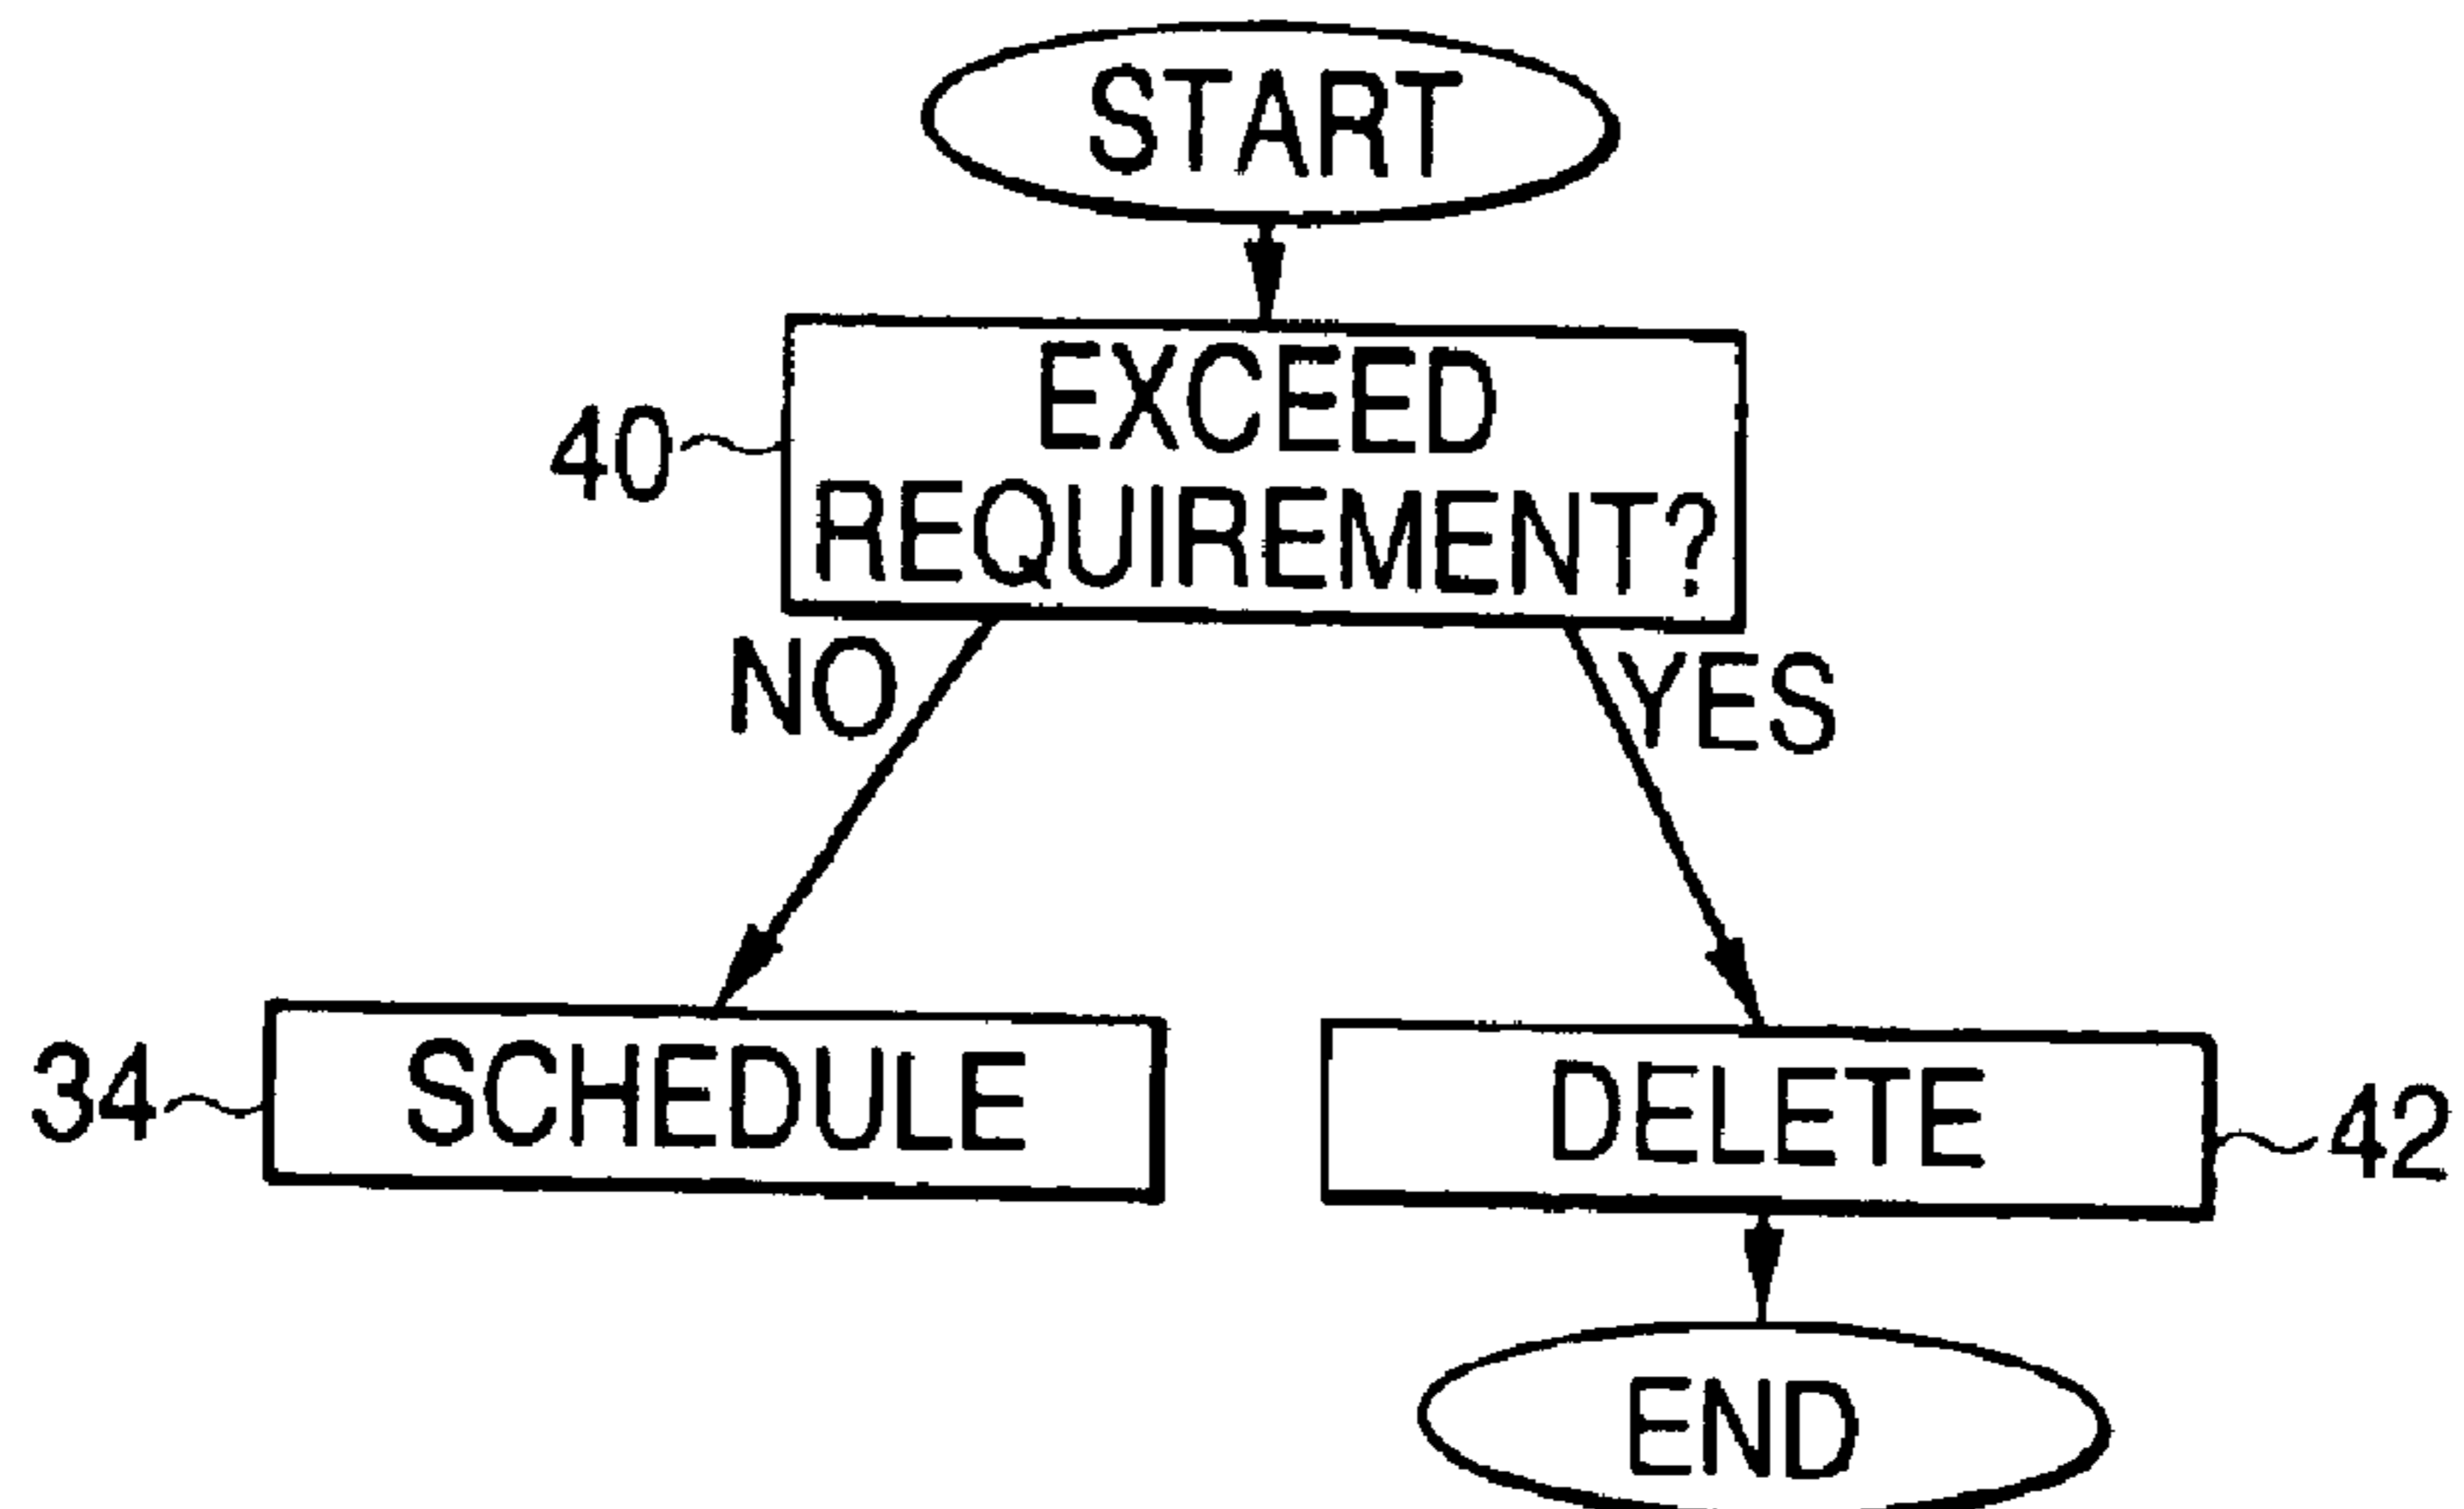 START
40
EXCEED
REQUIREMENT?
NO
YES
34
SCHEDULE
DELETE
42
END